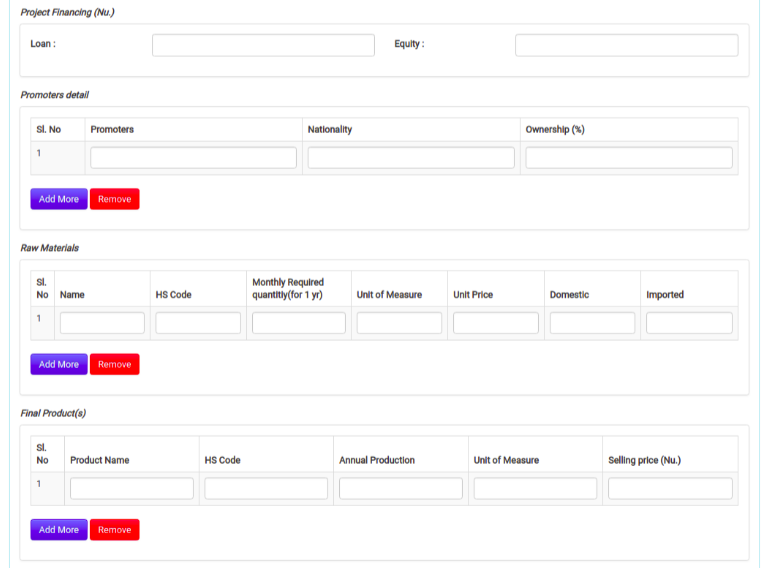 Project Financing (Nu.)
Loan : Equity :
Promoters detail
Sl. No Promoters Nationality Ownership (%)
1
Add More Remove
Raw Materials
Sl. No Name HS Code Monthly Required quantitiy(for 1 yr) Unit of Measure Unit Price Domestic Imported
1
Add More Remove
Final Product(s)
Sl. No Product Name HS Code Annual Production Unit of Measure Selling price (Nu.)
1
Add More Remove